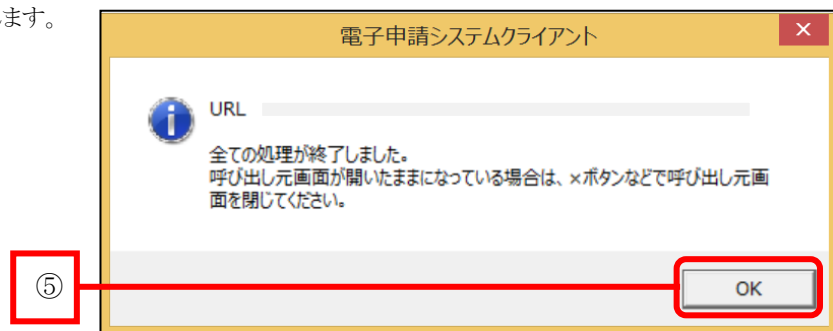 ます。
電子申請システムクライアント
URL
全ての処理が終了しました。
呼び出し元画面が開いたままになっている場合は、×ボタンなどで呼び出し元画
面を閉じてください。
⑤
OK